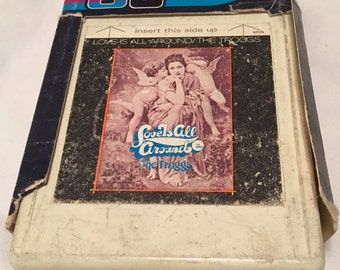 insert this side up
LOVE IS ALL AROUND/THE TROGGS
Love Is All
Around
The Troggs